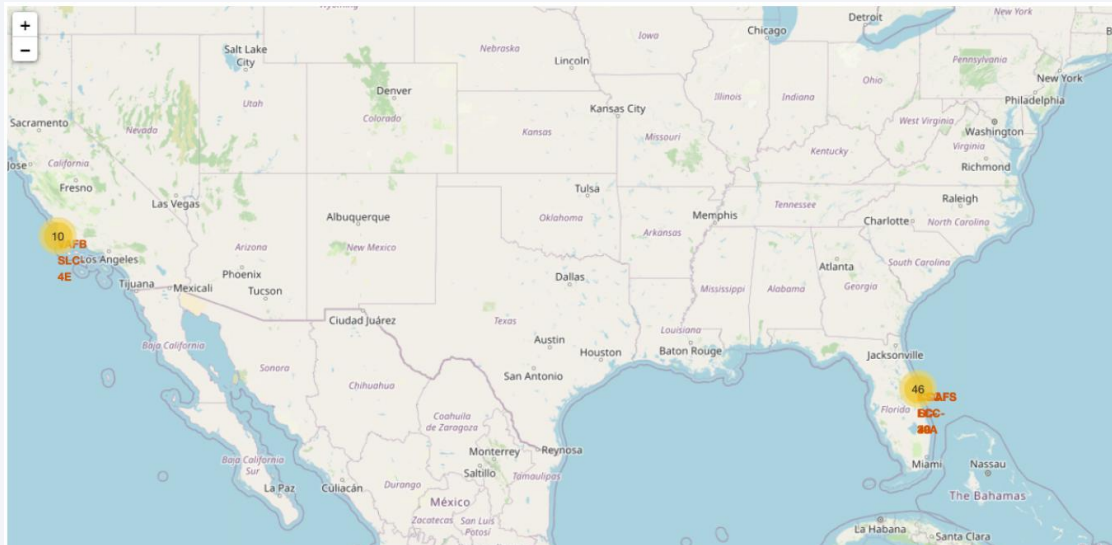 +
−
Detroit
New York
Chicago
Iowa
Nebraska
Salt Lake
City
Lincoln
Pennsylvania
New York
Utah
Denver
Illinois
Indiana
Ohio
Philadelphia
Colorado
Kansas City
Sacramento
Nevada
Kansas
Missouri
West Virginia
Washington
Jose
California
Kentucky
Virginia
Richmond
Fresno
Tulsa
Las Vegas
Raleigh
Albuquerque
Oklahoma
Memphis
Tennessee
Charlotte
North Carolina
10
Arizona
New Mexico
Arkansas
SLC-
Los Angeles
4E
Phoenix
Dallas
Atlanta
South Carolina
Tijuana
Mexicali
Tucson
Mississippi
Alabama
Georgia
Ciudad Juárez
Texas
Louisiana
Baja California
Austin
Houston
Baton Rouge
Jacksonville
Sonora
San Antonio
Chihuahua
46
Florida
Coahuila
de Zaragoza
Monterrey
Reynosa
Baja California
Sur
Saltillo
Tamaulipas
Miami
Nassau
La Paz
Culiacán
Durango
México
The Bahamas
Zacatecas
San Luis
Potosí
La Habana
Santa Clara